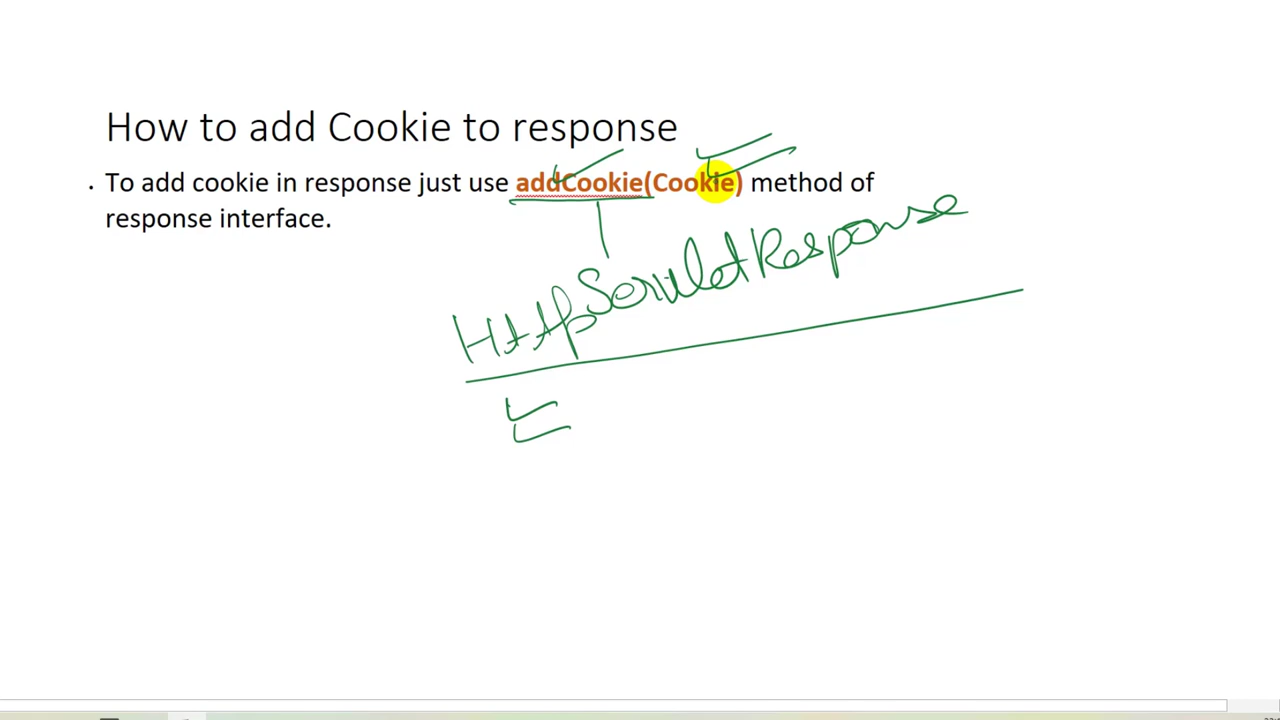 How to add Cookie to response
• To add cookie in response just use addCookie(Cookie) method of
response interface.
HttpServletResponse